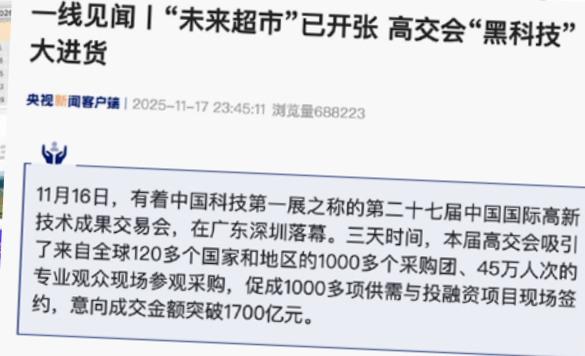 一线见闻丨“未来超市”已开张 高交会“黑科技”
大进货
央视新闻客户端 | 2025-11-17 23:45:11 浏览量688223
11月16日，有着中国科技第一展之称的第二十七届中国国际高新
技术成果交易会，在广东深圳落幕。三天时间，本届高交会吸引
了来自全球120多个国家和地区的1000多个采购团、45万人次的
专业观众现场参观采购，促成1000多项供需与投融资项目现场签
约，意向成交金额突破1700亿元。